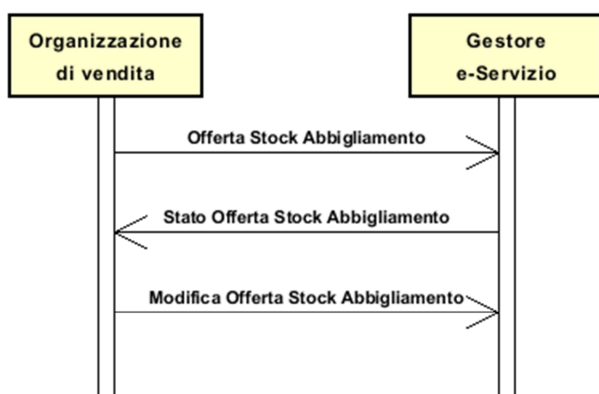 Organizzazione
di vendita
Gestore
e-Servizio
Offerta Stock Abbigliamento
Stato Offerta Stock Abbigliamento
Modifica Offerta Stock Abbigliamento